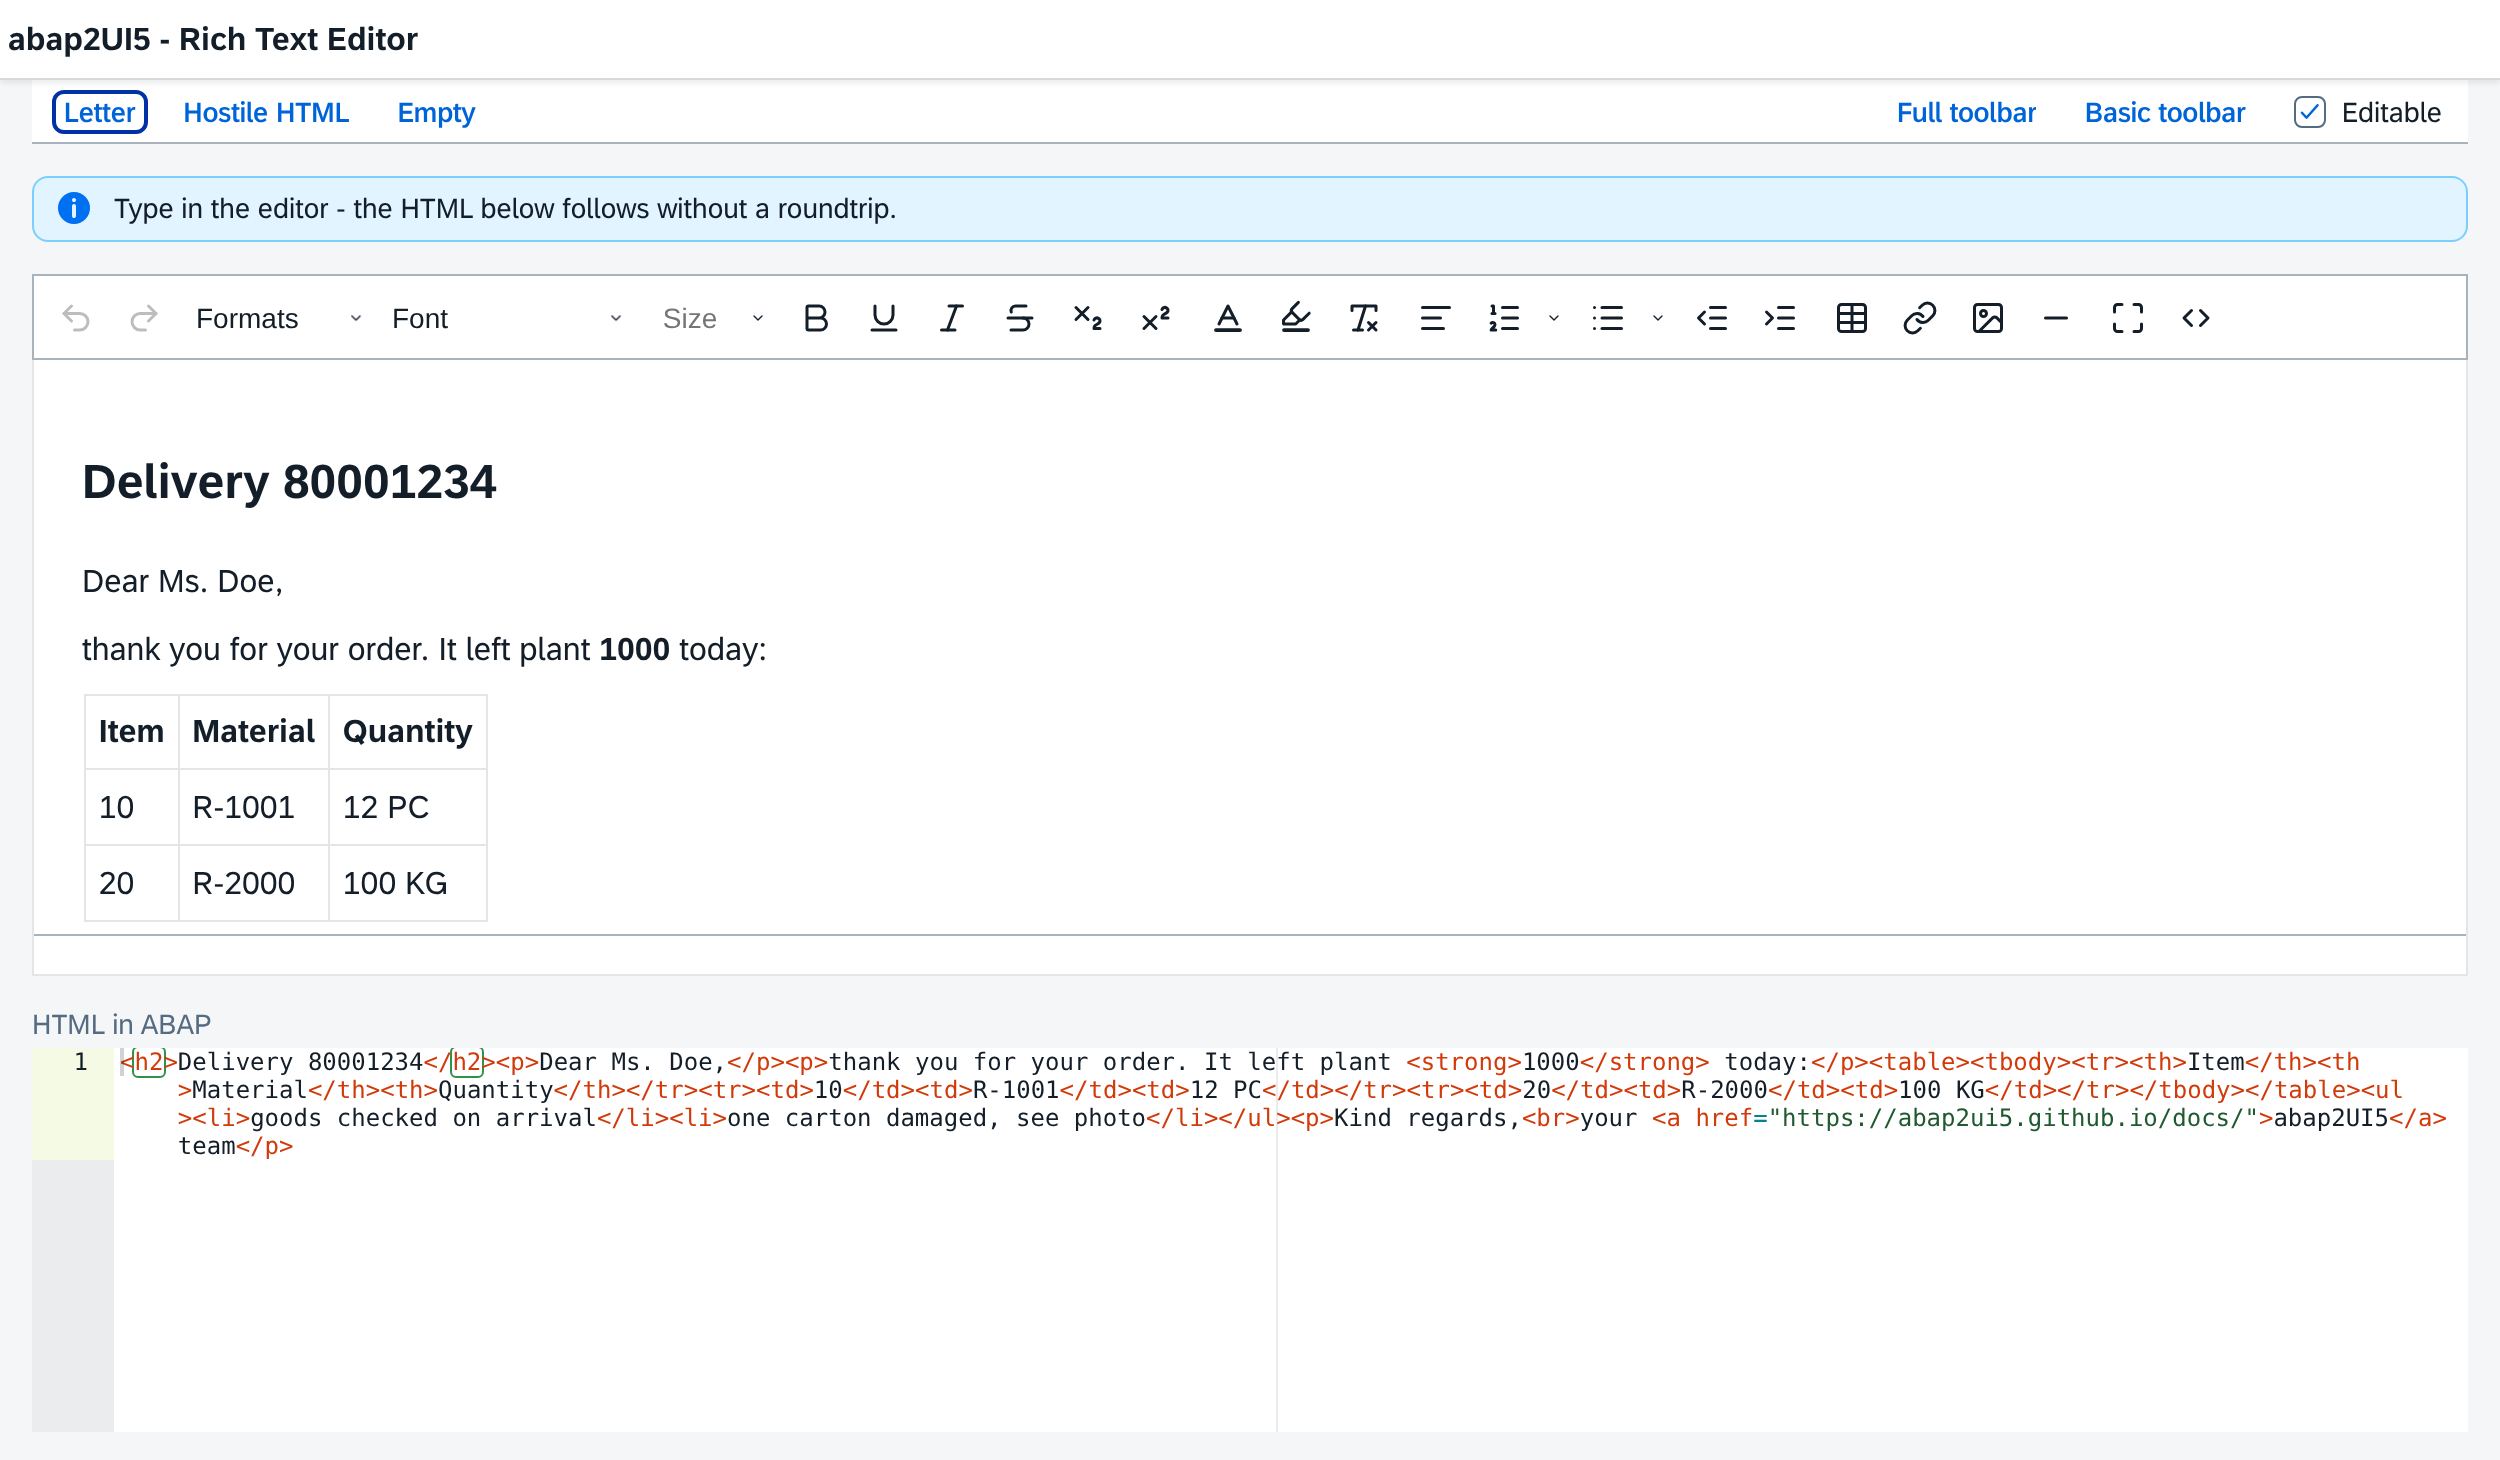 abap2UI5 - Rich Text Editor
Letter Hostile HTML Empty Full toolbar Basic toolbar Editable
Type in the editor - the HTML below follows without a roundtrip.
Formats Font Size
Delivery 80001234
Dear Ms. Doe,
thank you for your order. It left plant 1000 today:
Item Material Quantity
10 R-1001 12 PC
20 R-2000 100 KG
HTML in ABAP
1 <h2>Delivery 80001234</h2><p>Dear Ms. Doe,</p><p>thank you for your order. It left plant <strong>1000</strong> today:</p><table><tbody><tr><th>Item</th><th
>Material</th><th>Quantity</th></tr><tr><td>10</td><td>R-1001</td><td>12 PC</td></tr><tr><td>20</td><td>R-2000</td><td>100 KG</td></tr></tbody></table><ul
><li>goods checked on arrival</li><li>one carton damaged, see photo</li></ul><p>Kind regards,<br>your <a href="https://abap2ui5.github.io/docs/">abap2UI5</a>
team</p>